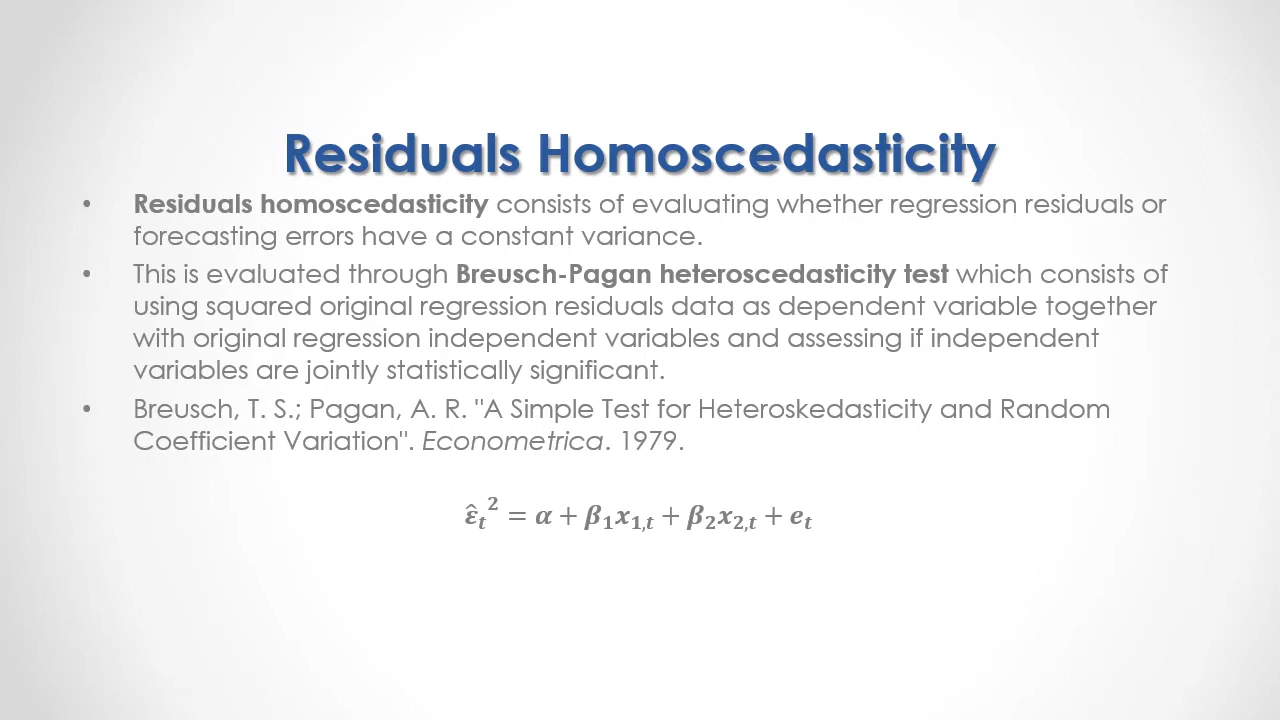 Residuals Homoscedasticity
• Residuals homoscedasticity consists of evaluating whether regression residuals or
forecasting errors have a constant variance.
• This is evaluated through Breusch-Pagan heteroscedasticity test which consists of
using squared original regression residuals data as dependent variable together
with original regression independent variables and assessing if independent
variables are jointly statistically significant.
• Breusch, T. S.; Pagan, A. R. "A Simple Test for Heteroskedasticity and Random
Coefficient Variation". Econometrica. 1979.
ε̂ₜ² = α + β₁x₁,ₜ + β₂x₂,ₜ + eₜ